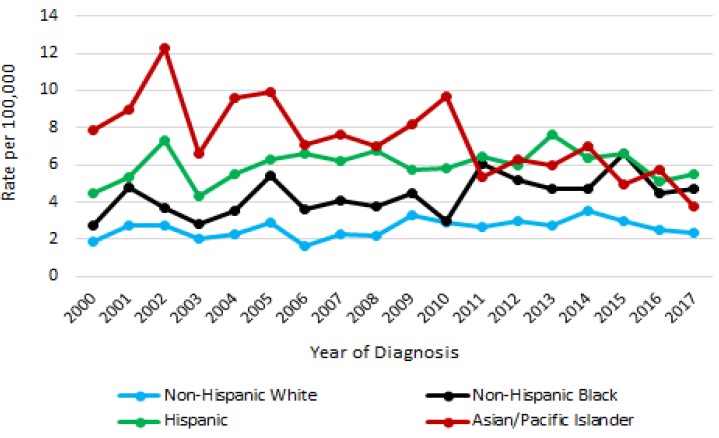 14
12
10
8
6
4
2
0
Rate per 100,000
2000 2001 2002 2003 2004 2005 2006 2007 2008 2009 2010 2011 2012 2013 2014 2015 2016 2017
Year of Diagnosis
Non-Hispanic White Non-Hispanic Black
Hispanic Asian/Pacific Islander